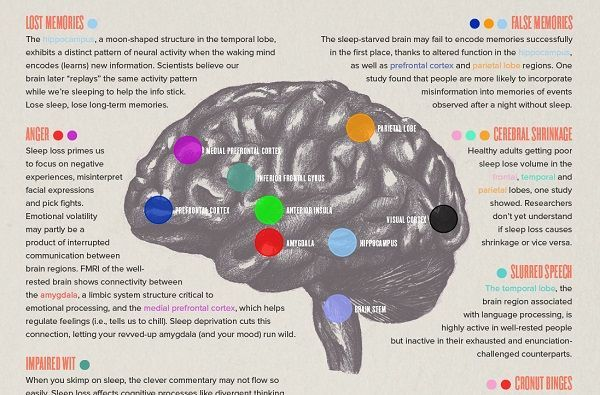 LOST MEMORIES
The hippocampus, a moon-shaped structure in the temporal lobe,
exhibits a distinct pattern of neural activity when the waking mind
encodes (learns) new information. Scientists believe our
brain later “replays” the same activity pattern
while we're sleeping to help the info stick.
Lose sleep, lose long-term memories.
FALSE MEMORIES
The sleep-starved brain may fail to encode memories successfully
in the first place, thanks to altered function in the hippocampus,
as well as prefrontal cortex and parietal lobe regions. One
study found that people are more likely to incorporate
misinformation into memories of events
observed after a night without sleep.
ANGER
Sleep loss primes us
to focus on negative
experiences, misinterpret
facial expressions
and pick fights.
Emotional volatility
may partly be a
product of interrupted
communication between
brain regions. FMRI of the well-
rested brain shows connectivity between
the amygdala, a limbic system structure critical to
emotional processing, and the medial prefrontal cortex, which helps
regulate feelings (i.e., tells us to chill). Sleep deprivation cuts this
connection, letting your revved-up amygdala (and your mood) run wild.
PARIETAL LOBE
MEDIAL PREFRONTAL CORTEX
INFERIOR FRONTAL GYRUS
PREFRONTAL CORTEX
ANTERIOR INSULA
VISUAL CORTEX
AMYGDALA
HIPPOCAMPUS
BRAIN STEM
CEREBRAL SHRINKAGE
Healthy adults getting poor
sleep lose volume in the
frontal, temporal and
parietal lobes, one study
showed. Researchers
don't yet understand
if sleep loss causes
shrinkage or vice versa.
SLURRED SPEECH
The temporal lobe, the
brain region associated
with language processing, is
highly active in well-rested people
but inactive in their exhausted and enunciation-
challenged counterparts.
IMPAIRED WIT
When you skimp on sleep, the clever commentary may not flow so
easily. Sleep loss affects cognitive processes like divergent thinking
CRONUT BINGES